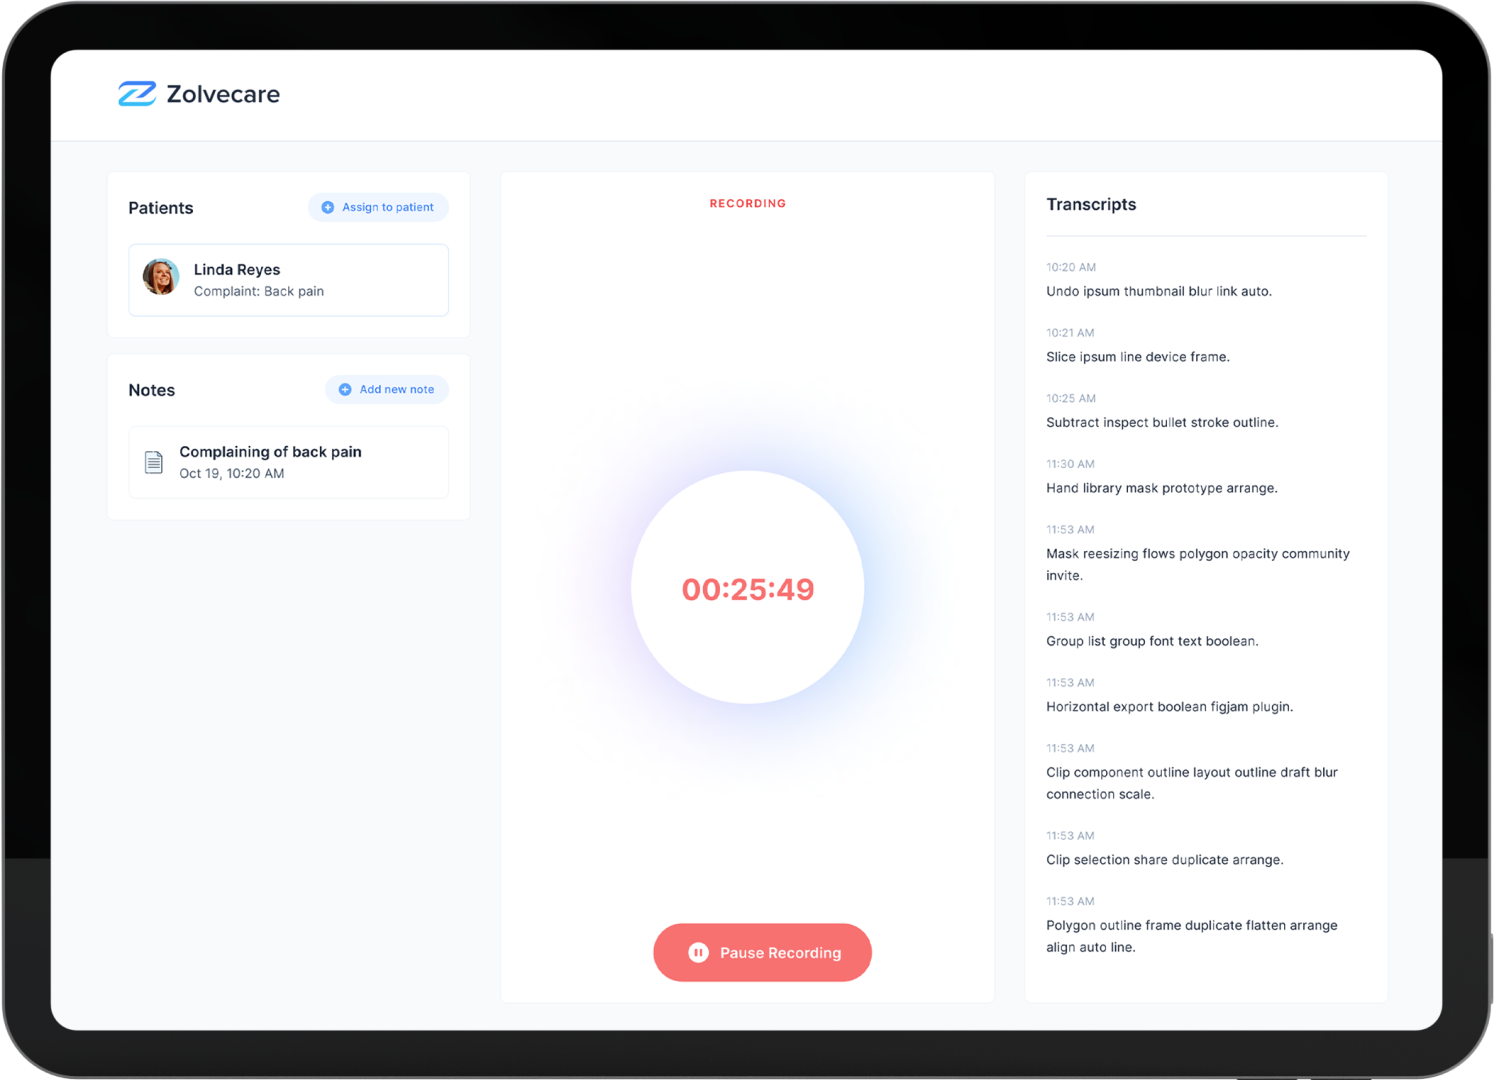 Zolvecare
Patients
Assign to patient
Linda Reyes
Complaint: Back pain
Notes
Add new note
Complaining of back pain
Oct 19, 10:20 AM
RECORDING
00:25:49
Pause Recording
Transcripts
10:20 AM
Undo ipsum thumbnail blur link auto.
10:21 AM
Slice ipsum line device frame.
10:25 AM
Subtract inspect bullet stroke outline.
11:30 AM
Hand library mask prototype arrange.
11:53 AM
Mask reesizing flows polygon opacity community
invite.
11:53 AM
Group list group font text boolean.
11:53 AM
Horizontal export boolean figjam plugin.
11:53 AM
Clip component outline layout outline draft blur
connection scale.
11:53 AM
Clip selection share duplicate arrange.
11:53 AM
Polygon outline frame duplicate flatten arrange
align auto line.